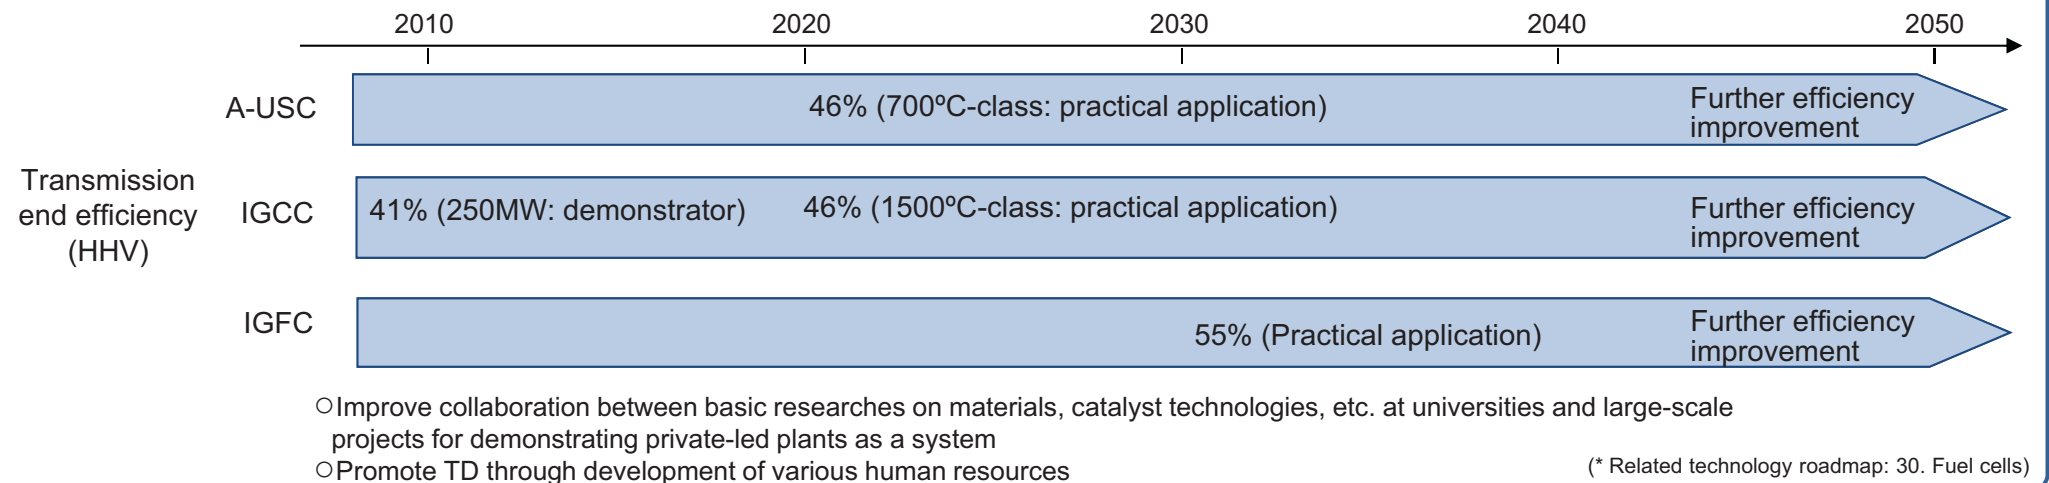 2010 2020 2030 2040 2050
A-USC 46% (700ºC-class: practical application) Further efficiency
improvement
Transmission
end efficiency
(HHV)
IGCC 41% (250MW: demonstrator) 46% (1500ºC-class: practical application) Further efficiency
improvement
IGFC 55% (Practical application) Further efficiency
improvement
○Improve collaboration between basic researches on materials, catalyst technologies, etc. at universities and large-scale
projects for demonstrating private-led plants as a system
○Promote TD through development of various human resources
(* Related technology roadmap: 30. Fuel cells)